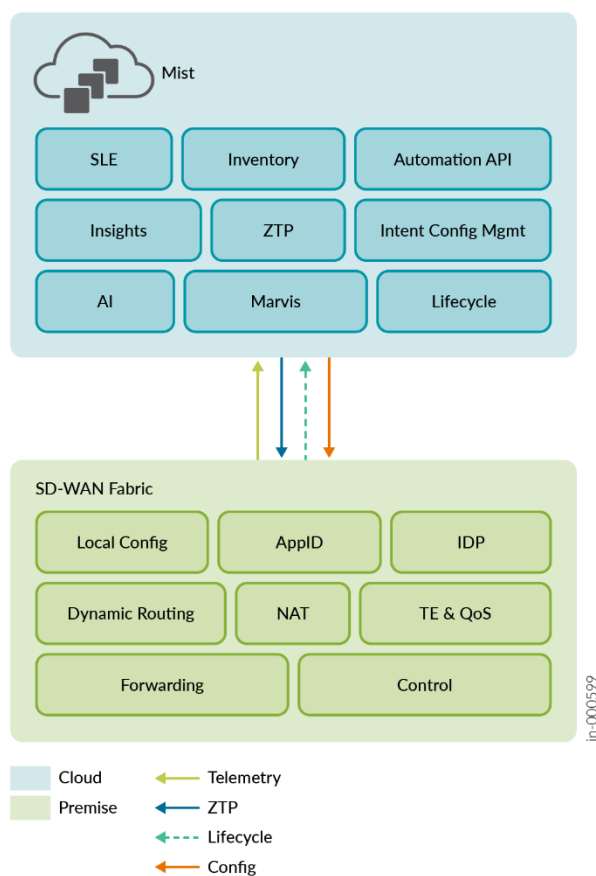 Mist
SLE
Inventory
Automation API
Insights
ZTP
Intent Config Mgmt
AI
Marvis
Lifecycle
SD-WAN Fabric
Local Config
AppID
IDP
Dynamic Routing
NAT
TE & QoS
Forwarding
Control
in-000599
Cloud
Premise
Telemetry
ZTP
Lifecycle
Config